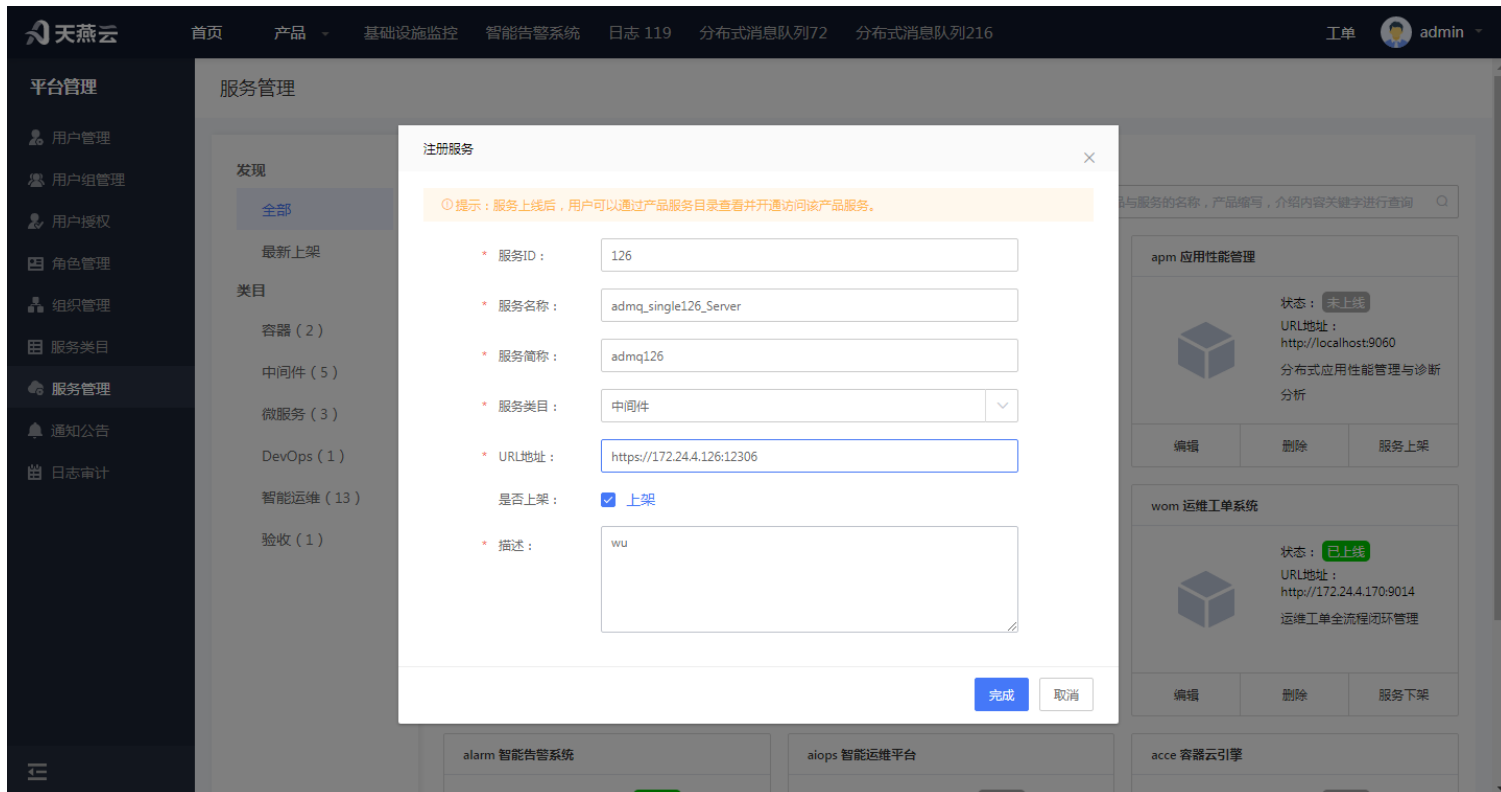 天燕云
首页
产品
基础设施监控
智能告警系统
日志 119
分布式消息队列72
分布式消息队列216
工单
admin
平台管理
用户管理
用户组管理
用户授权
角色管理
组织管理
服务类目
服务管理
通知公告
日志审计
服务管理
发现
全部
最新上架
类目
容器 ( 2 )
中间件 ( 5 )
微服务 ( 3 )
DevOps ( 1 )
智能运维 ( 13 )
验收 ( 1 )
注册服务
提示：服务上线后，用户可以通过产品服务目录查看并开通访问该产品服务。
* 服务ID： 126
* 服务名称： admq_single126_Server
* 服务简称： admq126
* 服务类目： 中间件
* URL地址： https://172.24.4.126:12306
是否上架： 上架
* 描述： wu
完成
取消
品与服务的名称，产品缩写，介绍内容关键字进行查询
apm 应用性能管理
状态： 未上线
URL地址：
http://localhost:9060
分布式应用性能管理与诊断
分析
编辑
删除
服务上架
wom 运维工单系统
状态： 已上线
URL地址：
http://172.24.4.170:9014
运维工单全流程闭环管理
编辑
删除
服务下架
alarm 智能告警系统
aiops 智能运维平台
acce 容器云引擎